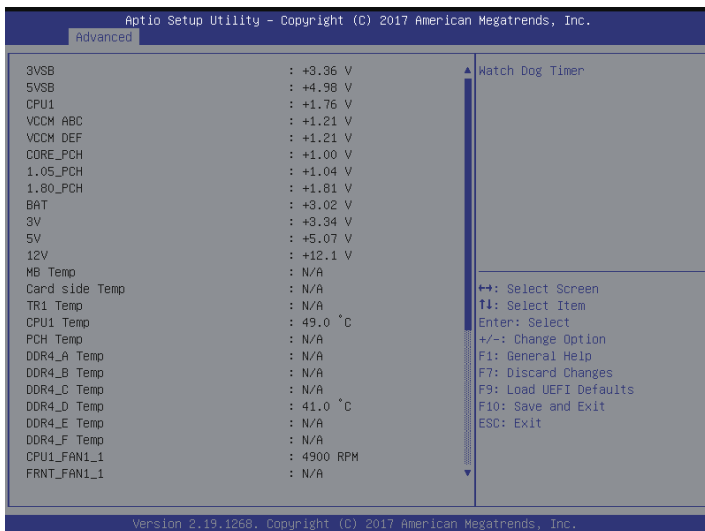 Aptio Setup Utility – Copyright (C) 2017 American Megatrends, Inc.
Advanced
3VSB : +3.36 V
5VSB : +4.98 V
CPU1 : +1.76 V
VCCM ABC : +1.21 V
VCCM DEF : +1.21 V
CORE_PCH : +1.00 V
1.05_PCH : +1.04 V
1.80_PCH : +1.81 V
BAT : +3.02 V
3V : +3.34 V
5V : +5.07 V
12V : +12.1 V
MB Temp : N/A
Card side Temp : N/A
TR1 Temp : N/A
CPU1 Temp : 49.0 °C
PCH Temp : N/A
DDR4_A Temp : N/A
DDR4_B Temp : N/A
DDR4_C Temp : N/A
DDR4_D Temp : 41.0 °C
DDR4_E Temp : N/A
DDR4_F Temp : N/A
CPU1_FAN1_1 : 4900 RPM
FRNT_FAN1_1 : N/A
Watch Dog Timer
↔: Select Screen
↑↓: Select Item
Enter: Select
+/-: Change Option
F1: General Help
F7: Discard Changes
F9: Load UEFI Defaults
F10: Save and Exit
ESC: Exit
Version 2.19.1268. Copyright (C) 2017 American Megatrends, Inc.